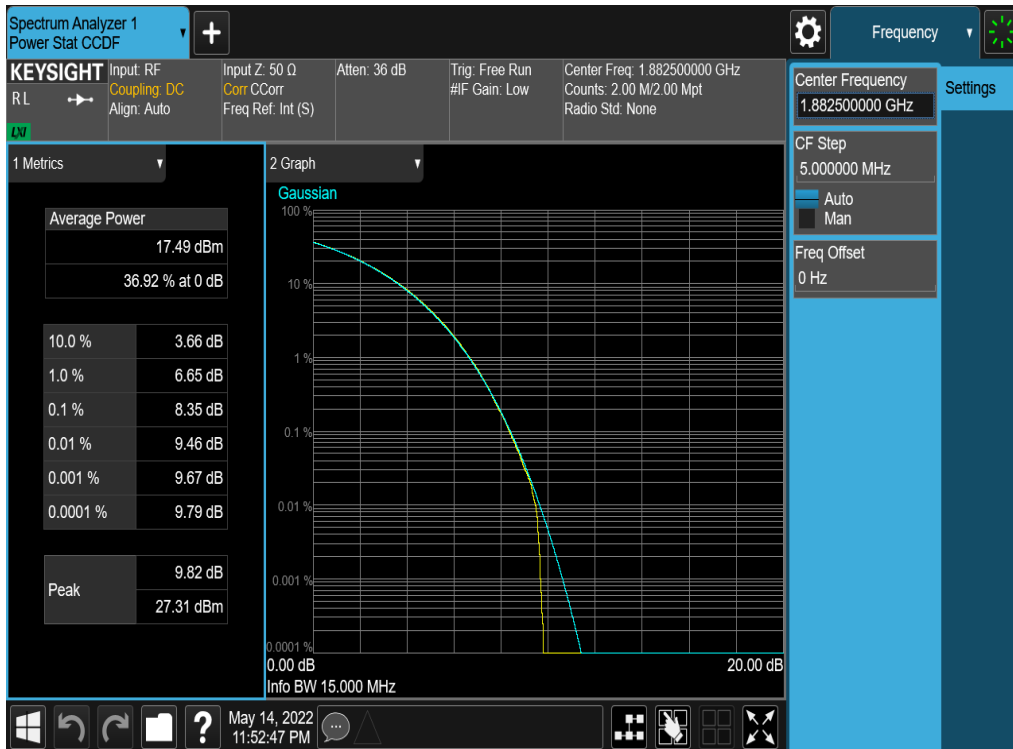 Spectrum Analyzer 1
Power Stat CCDF
+
Frequency
KEYSIGHT
RL
LXI
Input: RF
Coupling: DC
Align: Auto
Input Z: 50 Ω
Corr CCorr
Freq Ref: Int (S)
Atten: 36 dB
Trig: Free Run
#IF Gain: Low
Center Freq: 1.882500000 GHz
Counts: 2.00 M/2.00 Mpt
Radio Std: None
Center Frequency
1.882500000 GHz
Settings
CF Step
5.000000 MHz
Auto
Man
Freq Offset
0 Hz
1 Metrics
Average Power
17.49 dBm
36.92 % at 0 dB
10.0 % 3.66 dB
1.0 % 6.65 dB
0.1 % 8.35 dB
0.01 % 9.46 dB
0.001 % 9.67 dB
0.0001 % 9.79 dB
Peak
9.82 dB
27.31 dBm
2 Graph
Gaussian
100 %
10 %
1 %
0.1 %
0.01 %
0.001 %
0.0001 %
0.00 dB 20.00 dB
Info BW 15.000 MHz
?
May 14, 2022
11:52:47 PM